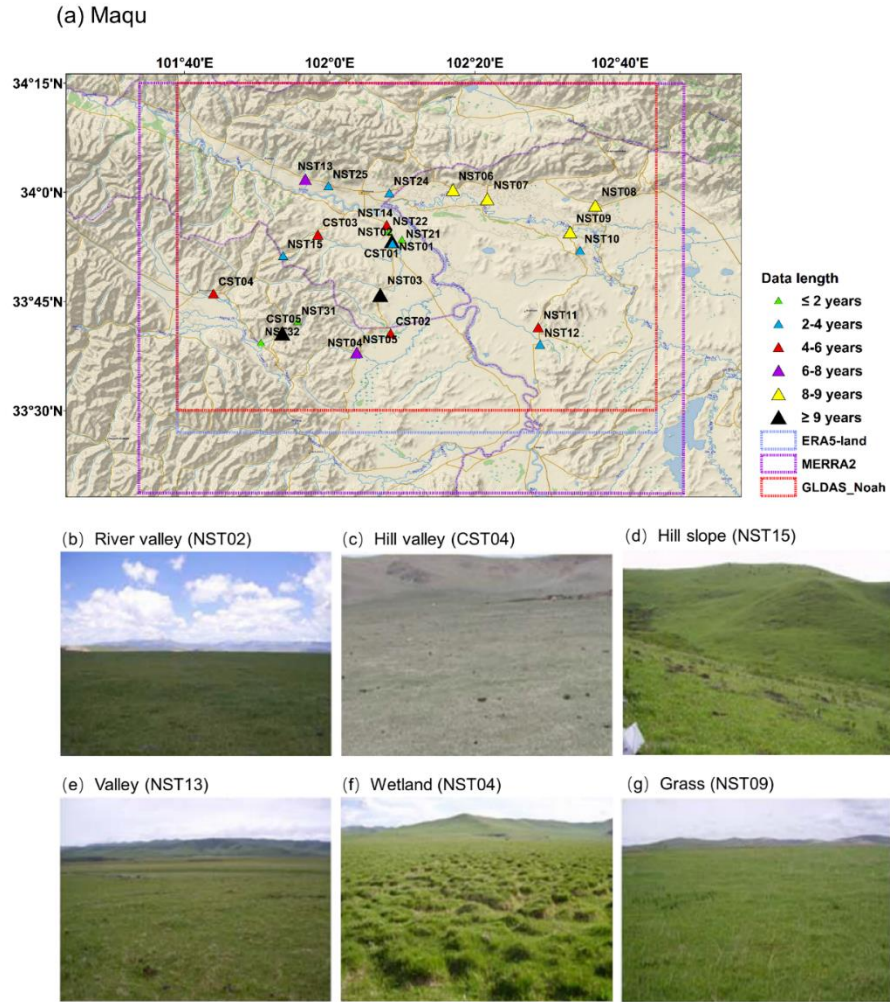 (a) Maqu
101°40'E 102°0'E 102°20'E 102°40'E
34°15'N
34°0'N
33°45'N
33°30'N
NST13
NST25
NST24
NST06
NST07
NST08
NST14
NST22
CST03
NST02
NST21
NST09
NST10
NST01
CST01
NST15
NST03
CST04
NST31
CST05
NST32
CST02
NST05
NST04
NST11
NST12
Data length
≤ 2 years
2-4 years
4-6 years
6-8 years
8-9 years
≥ 9 years
ERA5-land
MERRA2
GLDAS_Noah
(b) River valley (NST02)
(c) Hill valley (CST04)
(d) Hill slope (NST15)
(e) Valley (NST13)
(f) Wetland (NST04)
(g) Grass (NST09)